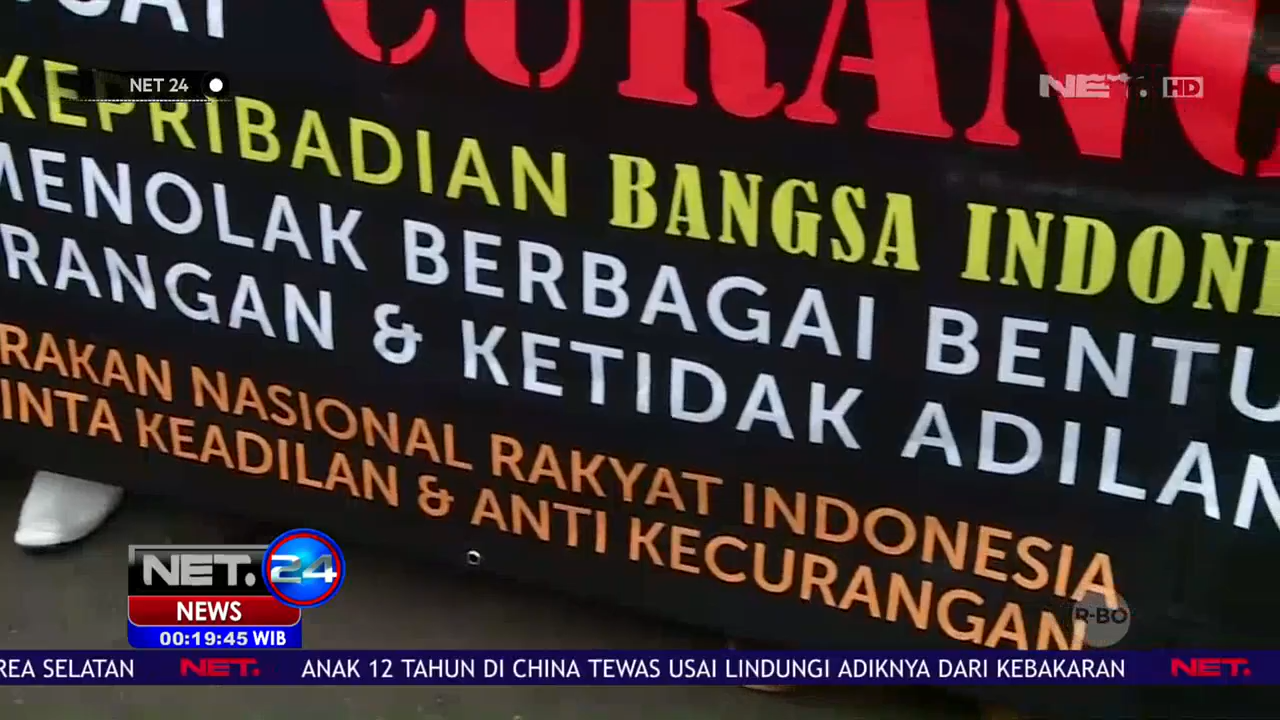 CURANG
NET 24
NET. HD
KEPRIBADIAN BANGSA INDONE
MENOLAK BERBAGAI BENTU
RANGAN & KETIDAK ADILAN
RAKAN NASIONAL RAKYAT INDONESIA
INTA KEADILAN & ANTI KECURANGAN
R-BO
NET. 24
NEWS
00:19:45 WIB
REA SELATAN NET. ANAK 12 TAHUN DI CHINA TEWAS USAI LINDUNGI ADIKNYA DARI KEBAKARAN NET.